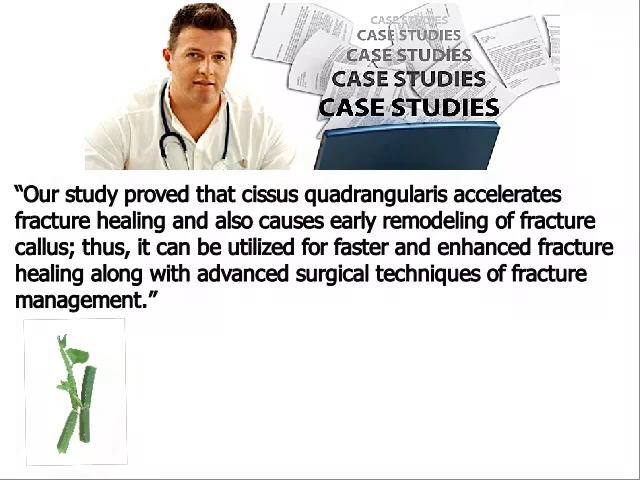 CASE STUDIES
CASE STUDIES
CASE STUDIES
CASE STUDIES
CASE STUDIES
“Our study proved that cissus quadrangularis accelerates
fracture healing and also causes early remodeling of fracture
callus; thus, it can be utilized for faster and enhanced fracture
healing along with advanced surgical techniques of fracture
management.”